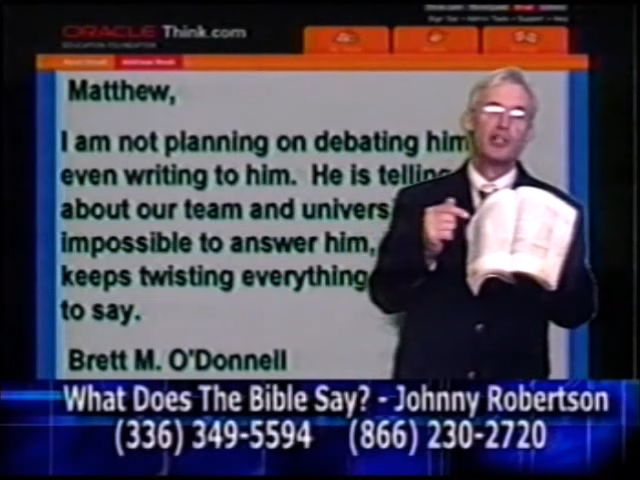 ORACLE Think.com
EDUCATION FOUNDATION
Matthew,
I am not planning on debating him
even writing to him. He is telling
about our team and univers
impossible to answer him,
keeps twisting everything
to say.
Brett M. O'Donnell
What Does The Bible Say? - Johnny Robertson
(336) 349-5594 (866) 230-2720